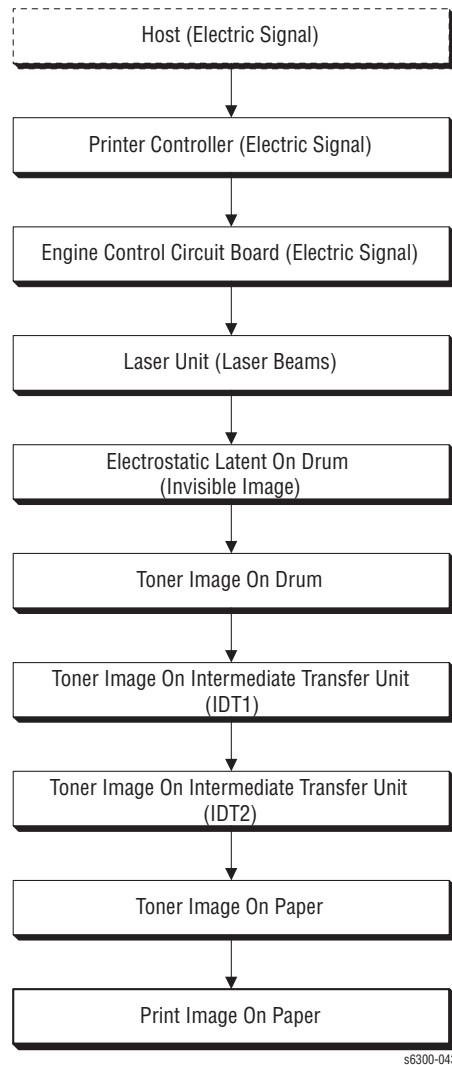 Host (Electric Signal)
Printer Controller (Electric Signal)
Engine Control Circuit Board (Electric Signal)
Laser Unit (Laser Beams)
Electrostatic Latent On Drum
(Invisible Image)
Toner Image On Drum
Toner Image On Intermediate Transfer Unit
(IDT1)
Toner Image On Intermediate Transfer Unit
(IDT2)
Toner Image On Paper
Print Image On Paper
s6300-043